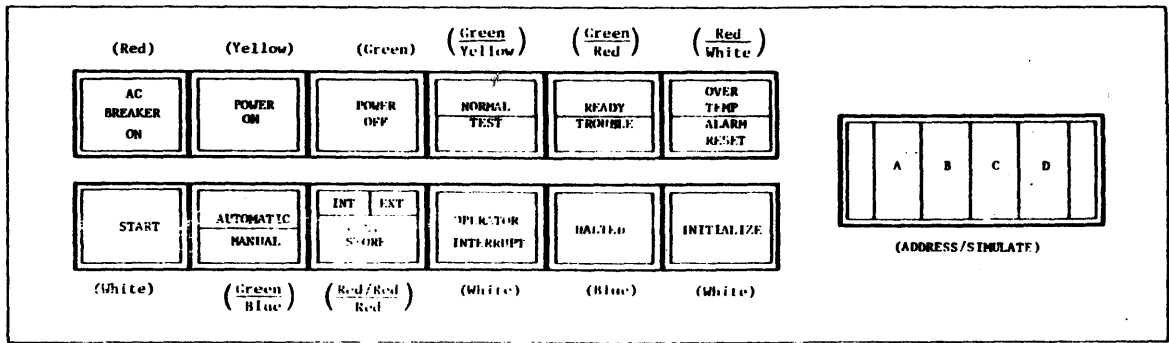 (Red) (Yellow) (Green) (Green/Yellow) (Green/Red) (Red/White)
AC
BREAKER
ON
POWER
ON
POWER
OFF
NORMAL
TEST
READY
TROUBLE
OVER
TEMP
ALARM
RESET
A B C D
(ADDRESS/SIMULATE)
START
AUTOMATIC
MANUAL
INT EXT
STORE
OPERATOR
INTERRUPT
HALTED
INITIALIZE
(White) (Green/Blue) (Red/Red/Red) (White) (Blue) (White)